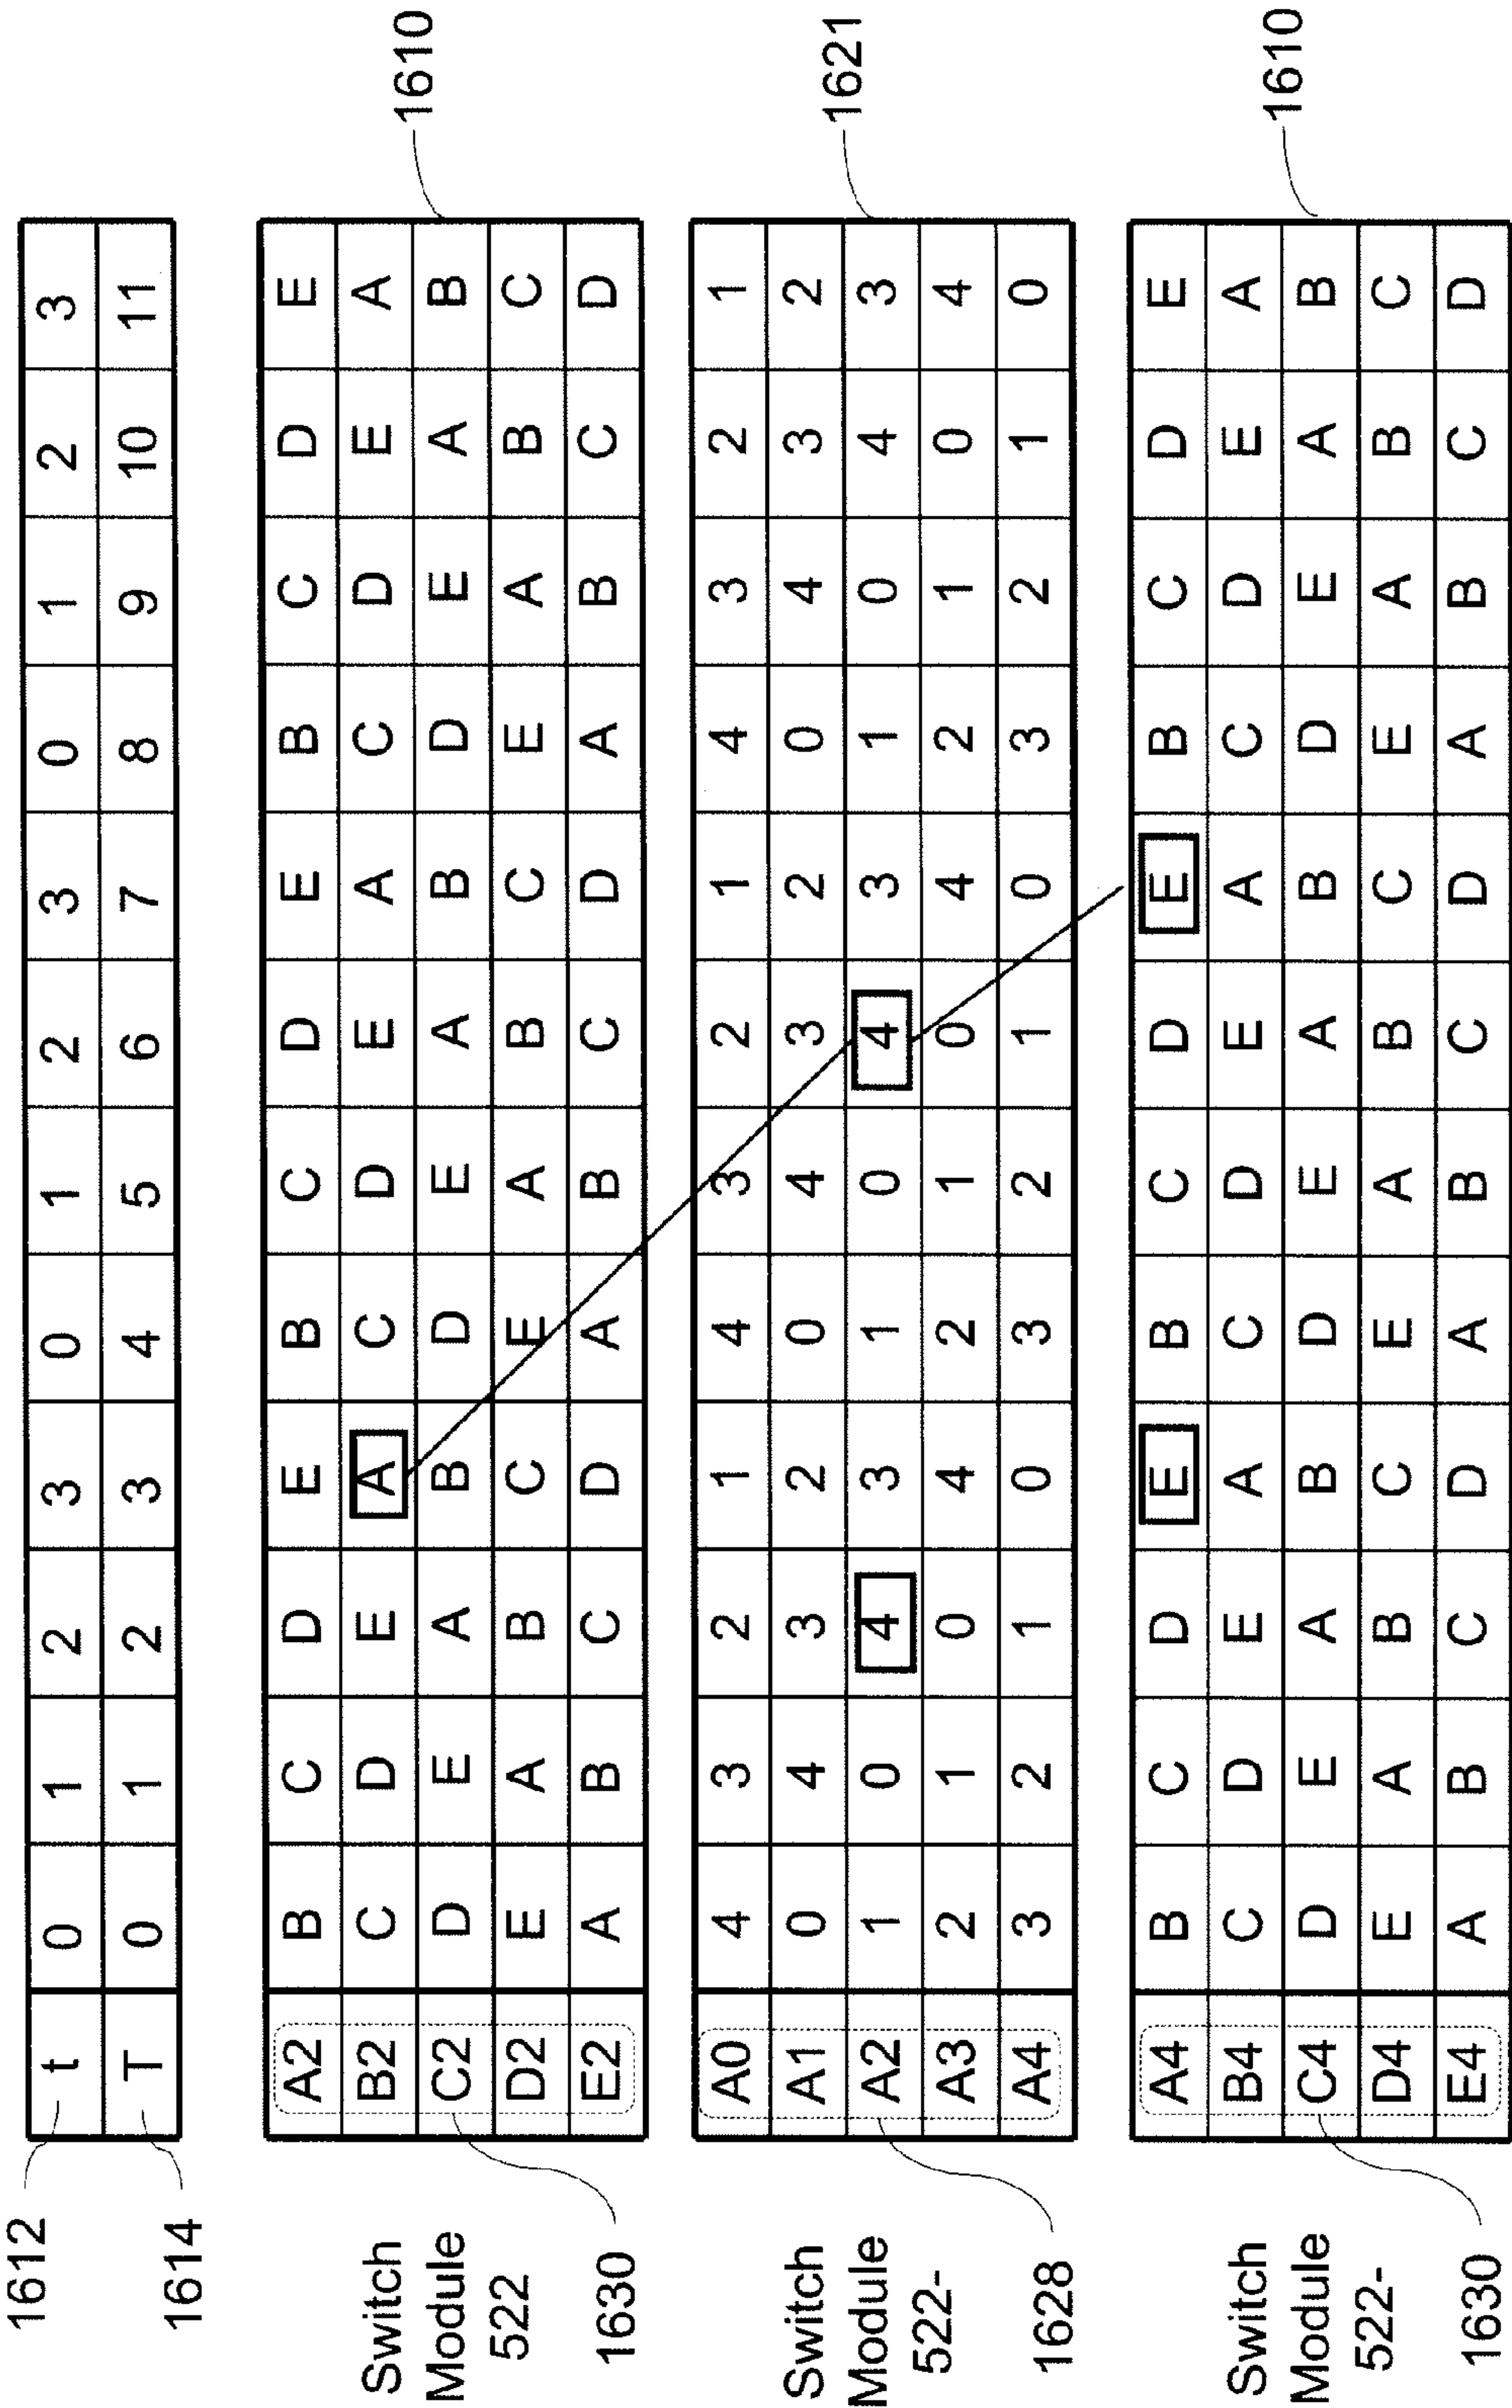 1612
t 0 1 2 3 0 1 2 3 0 1 2 3
1614
T 0 1 2 3 4 5 6 7 8 9 10 11
1610
Switch
Module
522
1630
A2 B C D E B C D E B C D E
B2 C D E A C D E A C D E A
C2 D E A B D E A B D E A B
D2 E A B C E A B C E A B C
E2 A B C D A B C D A B C D
1621
Switch
Module
522-
1628
A0 4 3 2 1 4 3 2 1 4 3 2 1
A1 0 4 3 2 0 4 3 2 0 4 3 2
A2 1 0 4 3 1 0 4 3 1 0 4 3
A3 2 1 0 4 2 1 0 4 2 1 0 4
A4 3 2 1 0 3 2 1 0 3 2 1 0
1610
Switch
Module
522-
1630
A4 B C D E B C D E B C D E
B4 C D E A C D E A C D E A
C4 D E A B D E A B D E A B
D4 E A B C E A B C E A B C
E4 A B C D A B C D A B C D